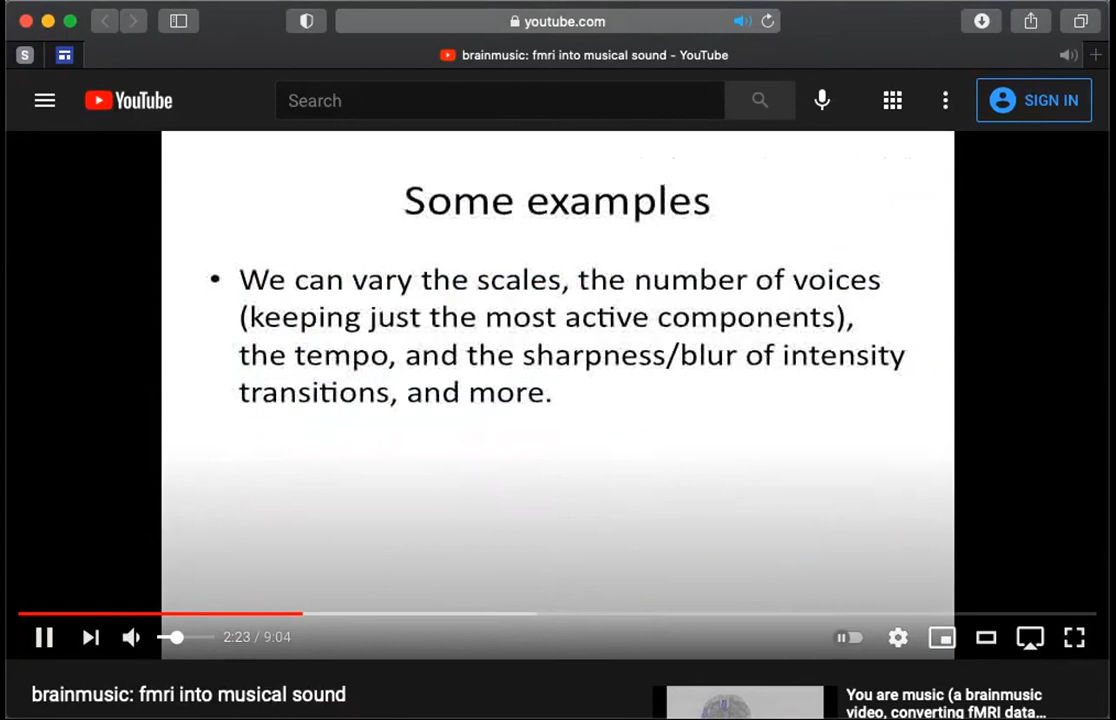 youtube.com
S
brainmusic: fmri into musical sound - YouTube
YouTube
Search
SIGN IN
Some examples
• We can vary the scales, the number of voices
(keeping just the most active components),
the tempo, and the sharpness/blur of intensity
transitions, and more.
2:23 / 9:04
brainmusic: fmri into musical sound
You are music (a brainmusic
video, converting fMRI data...